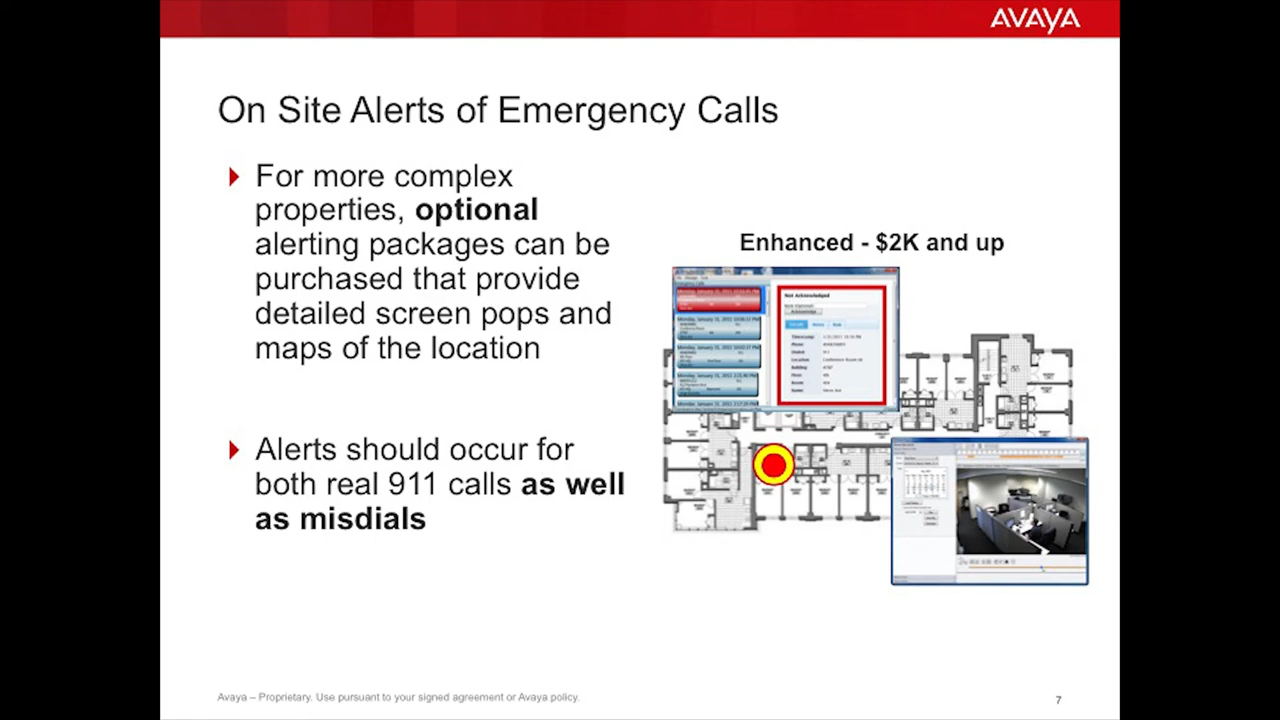 AVAYA
On Site Alerts of Emergency Calls
For more complex
properties, optional
alerting packages can be
purchased that provide
detailed screen pops and
maps of the location
Alerts should occur for
both real 911 calls as well
as misdials
Enhanced - $2K and up
Not Acknowledged
Acknowledge
Avaya – Proprietary. Use pursuant to your signed agreement or Avaya policy.
7